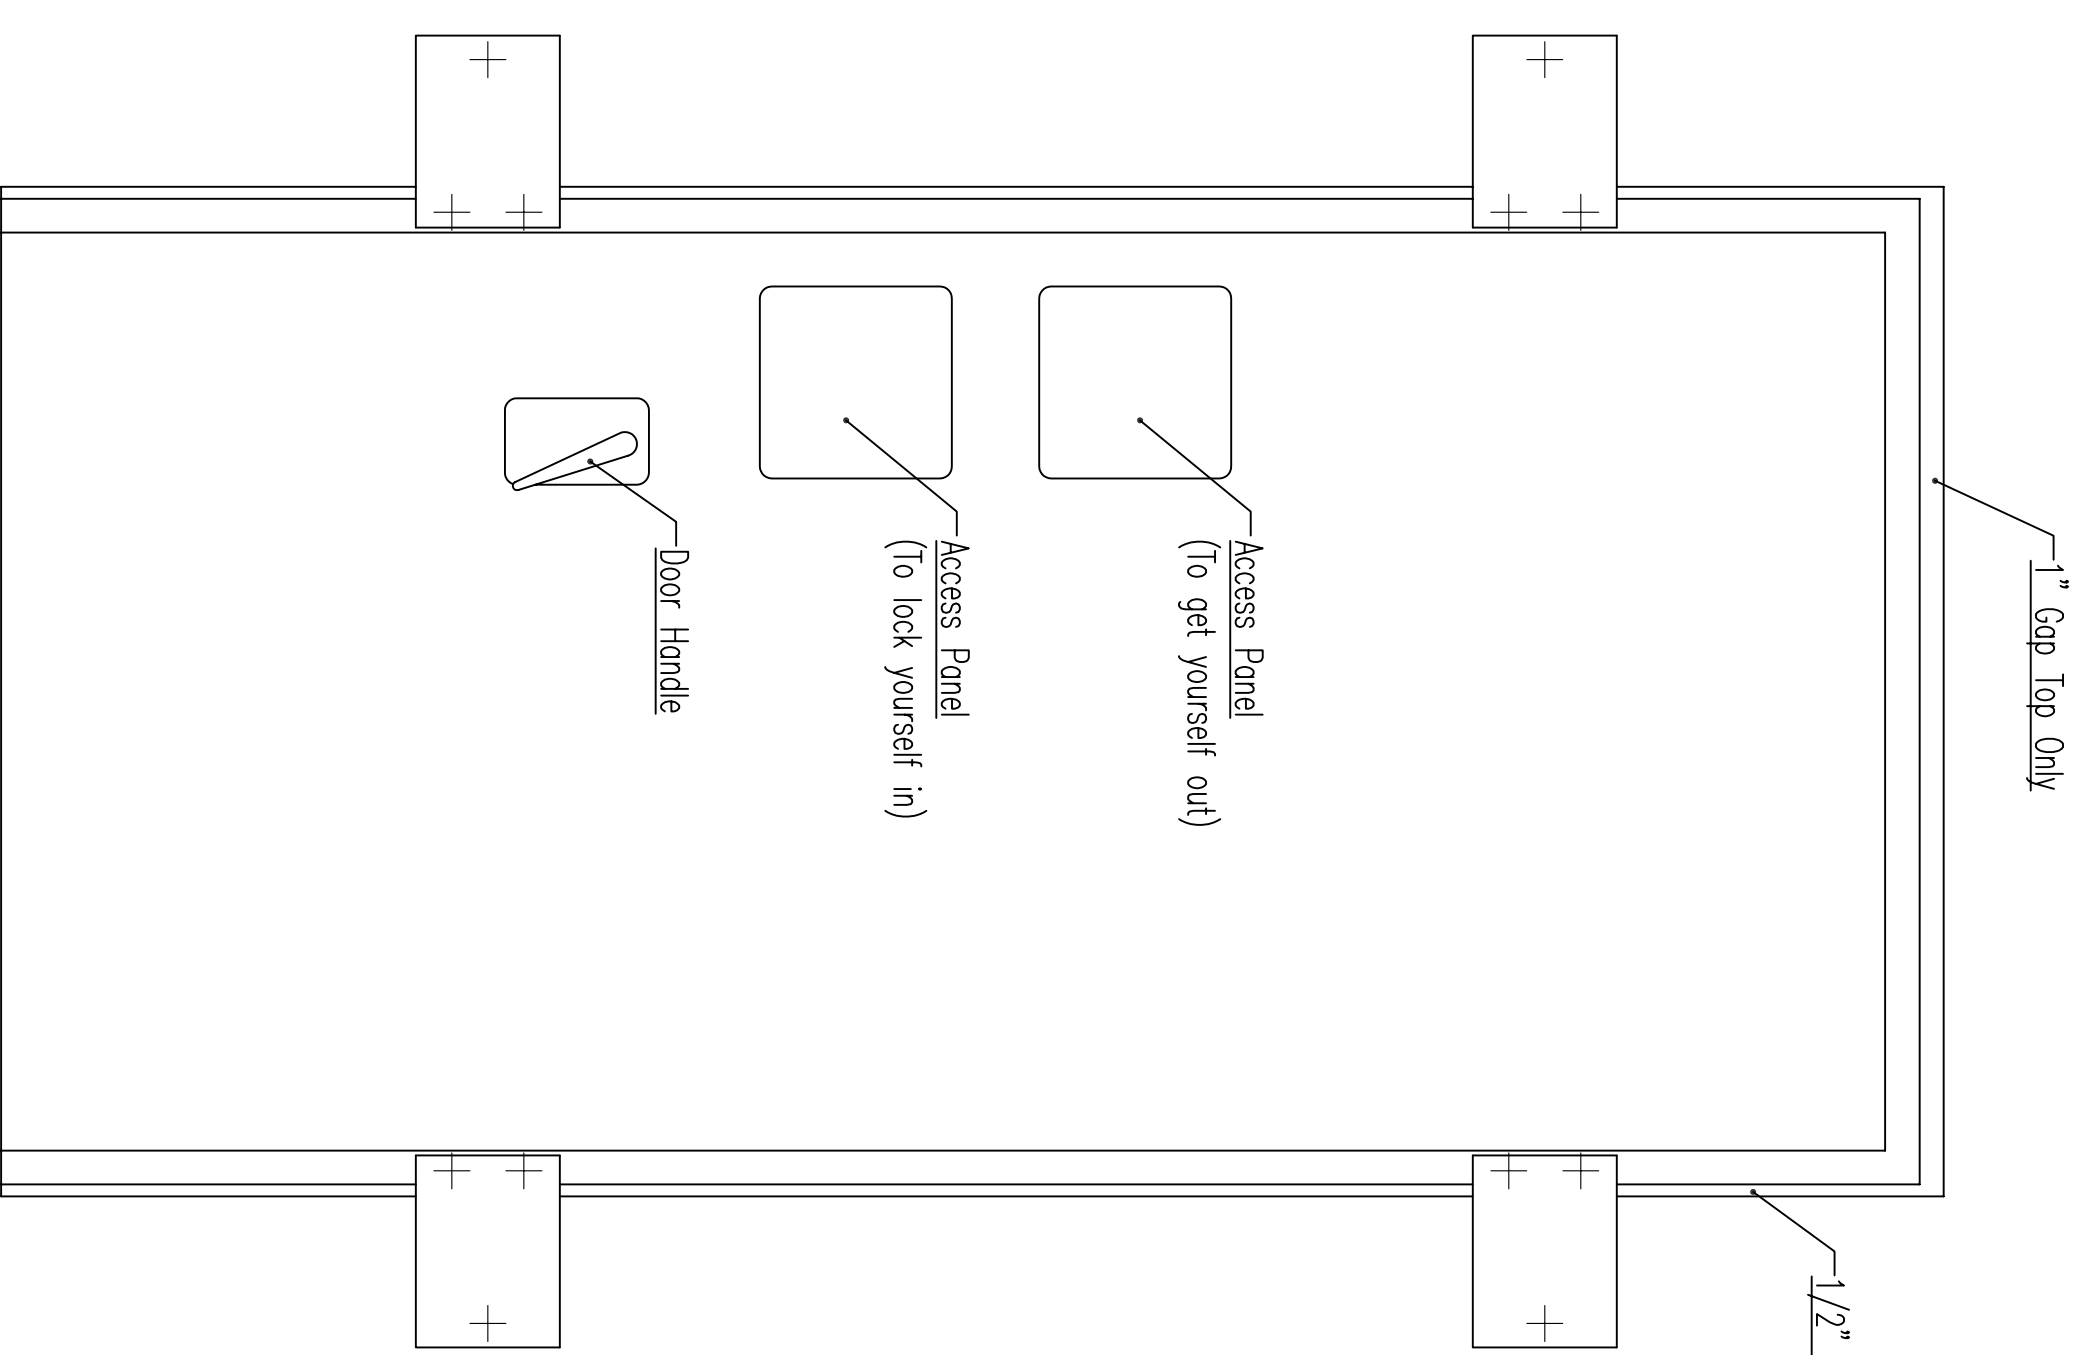 1" Gap Top Only
Access Panel
(To get yourself out)
Access Panel
(To lock yourself in)
Door Handle
1/2"